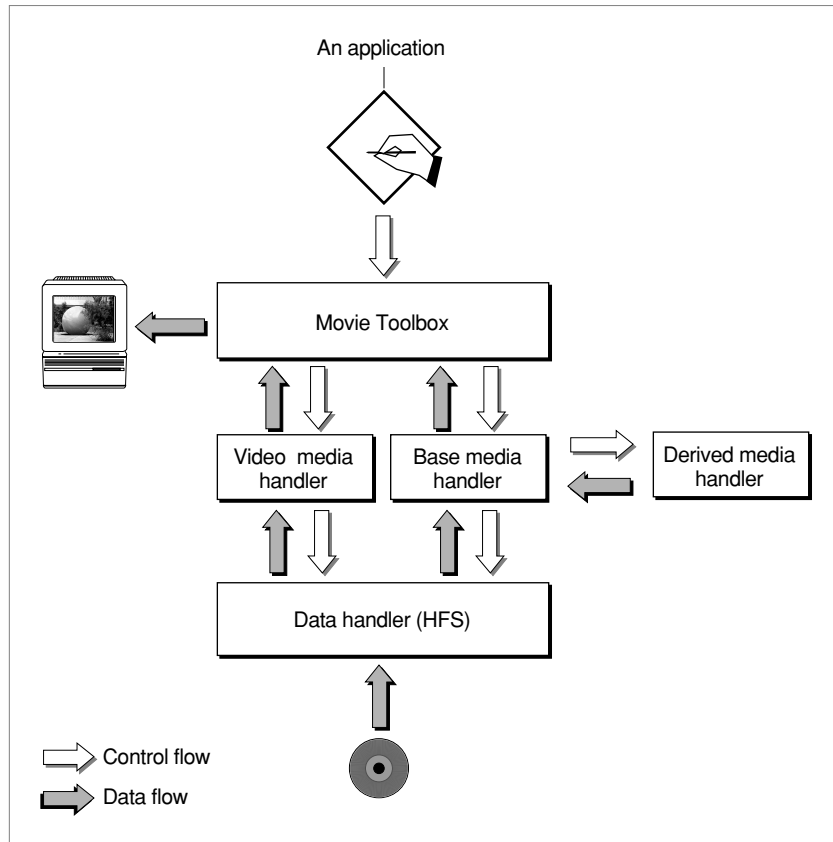 An application
Movie Toolbox
Video media
handler
Base media
handler
Derived media
handler
Data handler (HFS)
Control flow
Data flow